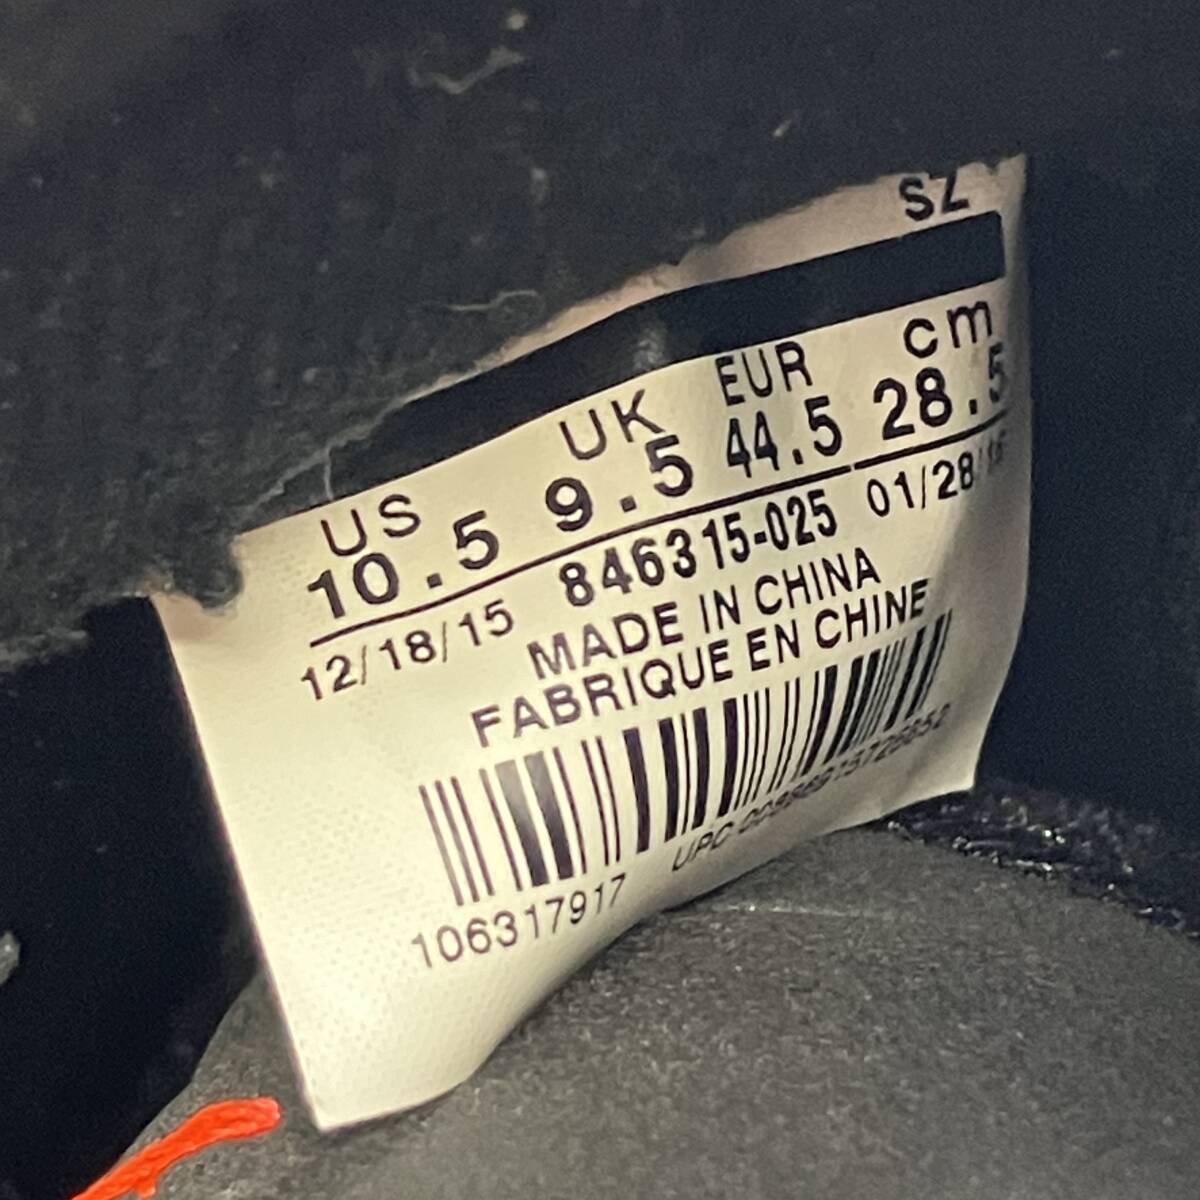 SZ
US UK EUR cm
10.5 9.5 44.5 28.5
12/18/15 846315-025 01/28/
MADE IN CHINA
FABRIQUE EN CHINE
106317917 UPC